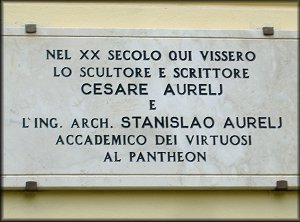 NEL XX SECOLO QUI VISSERO
LO SCULTORE E SCRITTORE
CESARE AURELJ
E
L'ING. ARCH. STANISLAO AURELJ
ACCADEMICO DEI VIRTUOSI
AL PANTHEON